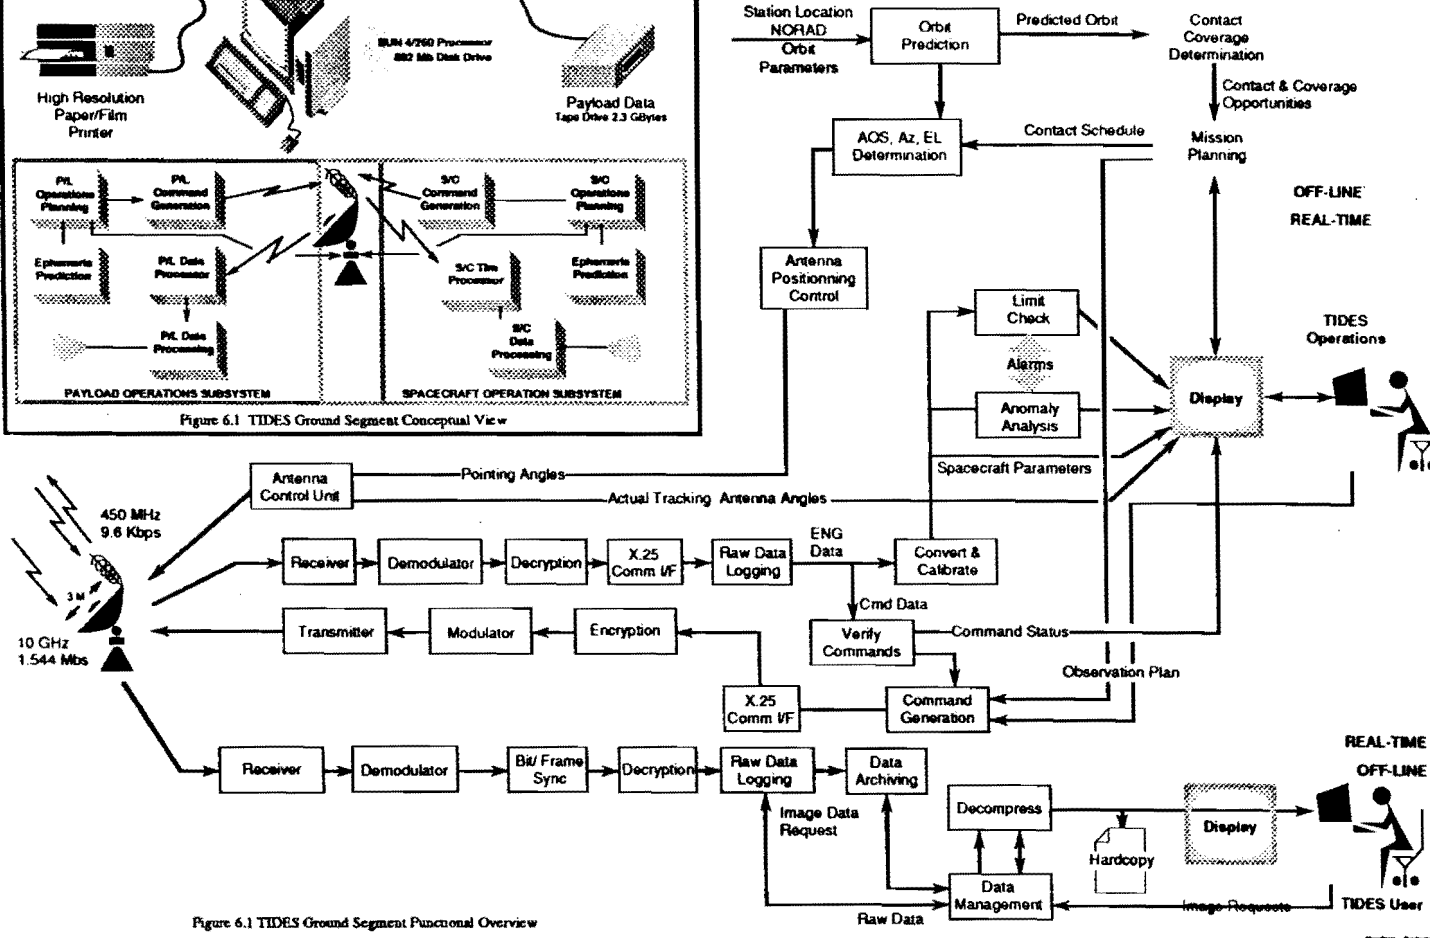 High Resolution
Paper/Film
Printer
SUN 4/260 Processor
892 Mb Disk Drive
Payload Data
Tape Drive 2.3 GBytes
P/L
Operations
Planning
P/L
Command
Generation
S/C
Command
Generation
S/C
Operations
Planning
Ephemeris
Prediction
P/L Data
Processor
S/C Tlm
Processor
Ephemeris
Prediction
P/L Data
Processing
S/C
Data
Processing
PAYLOAD OPERATIONS SUBSYSTEM
SPACECRAFT OPERATION SUBSYSTEM
Figure 6.1 TIDES Ground Segment Conceptual View
Station Location
NORAD
Orbit
Parameters
Orbit
Prediction
Predicted Orbit
Contact
Coverage
Determination
Contact & Coverage
Opportunities
AOS, Az, EL
Determination
Contact Schedule
Mission
Planning
OFF-LINE
REAL-TIME
Antenna
Positionning
Control
Limit
Check
Alarms
Anomaly
Analysis
Display
TIDES
Operations
Spacecraft Parameters
Antenna
Control Unit
Pointing Angles
Actual Tracking Antenna Angles
450 MHz
9.6 Kbps
3 M
10 GHz
1.544 Mbs
Receiver
Demodulator
Decryption
X.25
Comm I/F
Raw Data
Logging
ENG
Data
Convert &
Calibrate
Cmd Data
Transmitter
Modulator
Encryption
Verify
Commands
Command Status
Observation Plan
X.25
Comm I/F
Command
Generation
Receiver
Demodulator
Bit/ Frame
Sync
Decryption
Raw Data
Logging
Data
Archiving
REAL-TIME
OFF-LINE
Image Data
Request
Decompress
Hardcopy
Display
Data
Management
Raw Data
Image Requests
TIDES User
Figure 6.1 TIDES Ground Segment Functional Overview